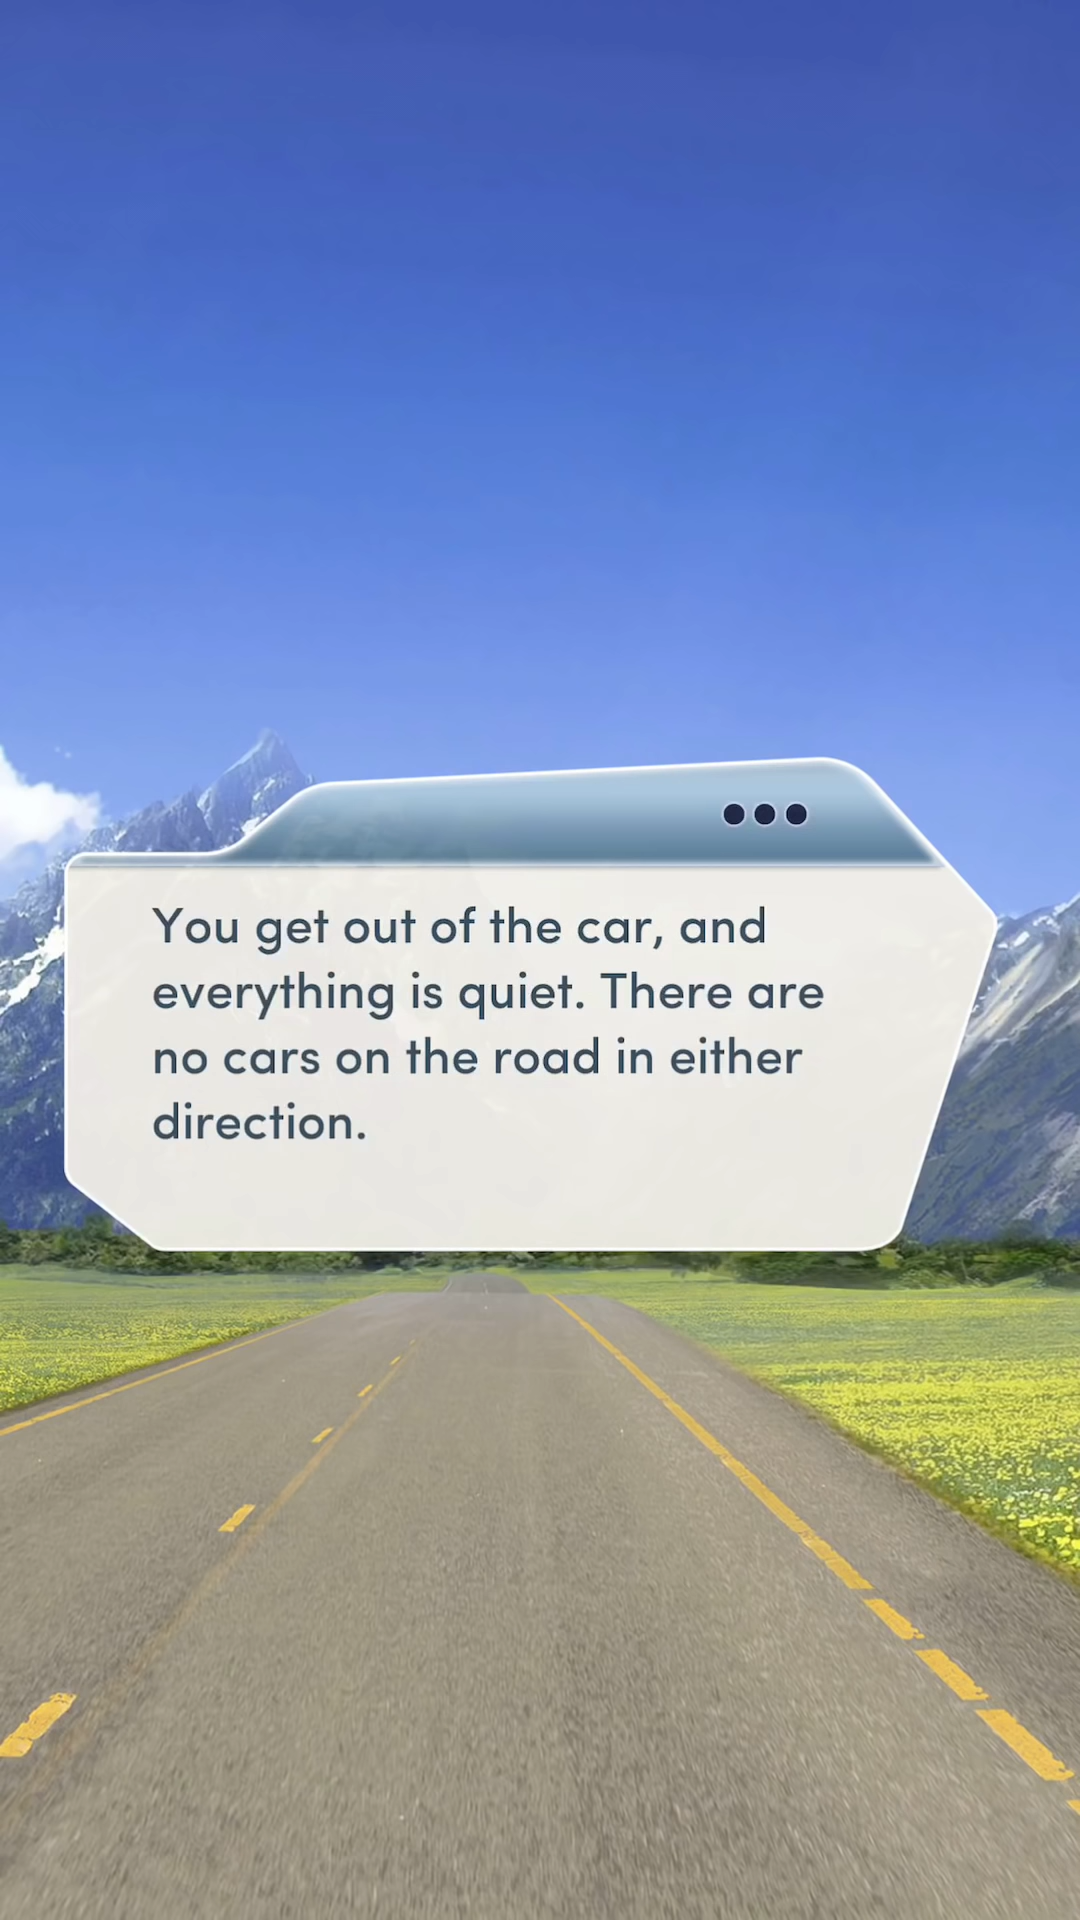 You get out of the car, and
everything is quiet. There are
no cars on the road in either
direction.